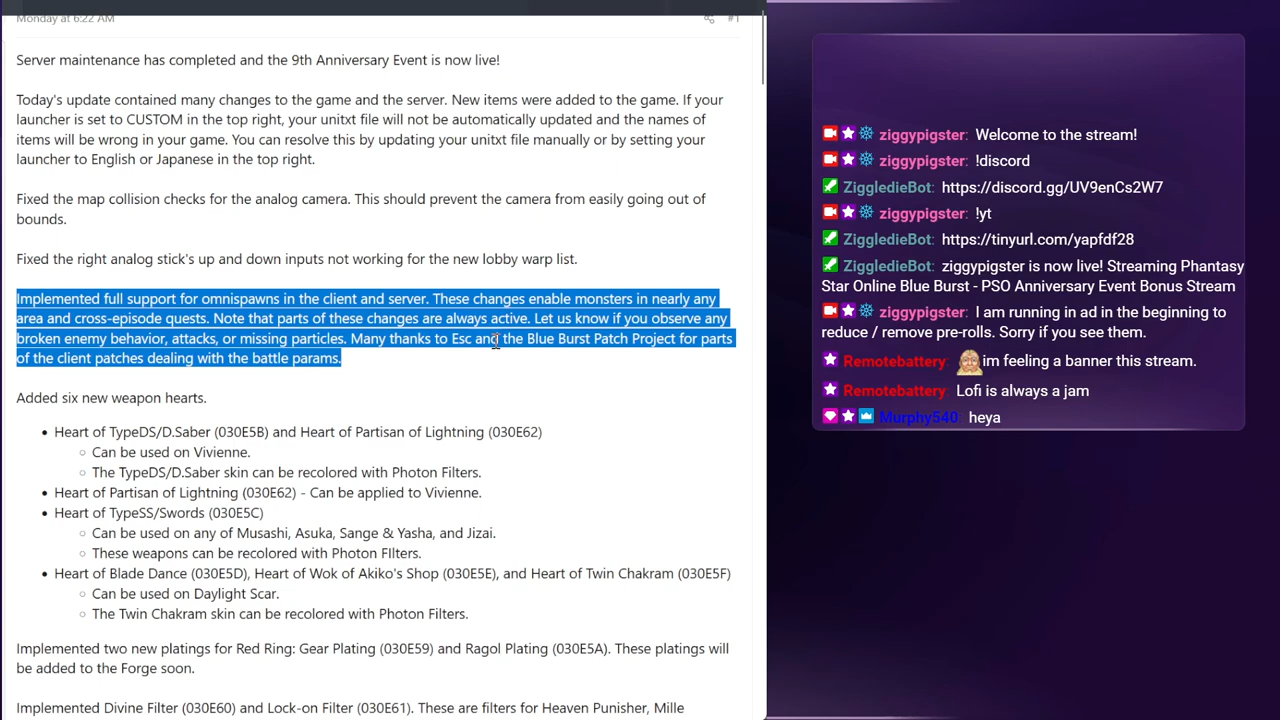 Monday at 6:22 AM
#1
Server maintenance has completed and the 9th Anniversary Event is now live!
Today's update contained many changes to the game and the server. New items were added to the game. If your
launcher is set to CUSTOM in the top right, your unitxt file will not be automatically updated and the names of
items will be wrong in your game. You can resolve this by updating your unitxt file manually or by setting your
launcher to English or Japanese in the top right.
Fixed the map collision checks for the analog camera. This should prevent the camera from easily going out of
bounds.
Fixed the right analog stick's up and down inputs not working for the new lobby warp list.
Implemented full support for omnispawns in the client and server. These changes enable monsters in nearly any
area and cross-episode quests. Note that parts of these changes are always active. Let us know if you observe any
broken enemy behavior, attacks, or missing particles. Many thanks to Esc and the Blue Burst Patch Project for parts
of the client patches dealing with the battle params.
Added six new weapon hearts.
• Heart of TypeDS/D.Saber (030E5B) and Heart of Partisan of Lightning (030E62)
○ Can be used on Vivienne.
○ The TypeDS/D.Saber skin can be recolored with Photon Filters.
• Heart of Partisan of Lightning (030E62) - Can be applied to Vivienne.
• Heart of TypeSS/Swords (030E5C)
○ Can be used on any of Musashi, Asuka, Sange & Yasha, and Jizai.
○ These weapons can be recolored with Photon FIlters.
• Heart of Blade Dance (030E5D), Heart of Wok of Akiko's Shop (030E5E), and Heart of Twin Chakram (030E5F)
○ Can be used on Daylight Scar.
○ The Twin Chakram skin can be recolored with Photon Filters.
Implemented two new platings for Red Ring: Gear Plating (030E59) and Ragol Plating (030E5A). These platings will
be added to the Forge soon.
Implemented Divine Filter (030E60) and Lock-on Filter (030E61). These are filters for Heaven Punisher, Mille
ziggypigster: Welcome to the stream!
ziggypigster: !discord
ZiggledieBot: https://discord.gg/UV9enCs2W7
ziggypigster: !yt
ZiggledieBot: https://tinyurl.com/yapfdf28
ZiggledieBot: ziggypigster is now live! Streaming Phantasy
Star Online Blue Burst - PSO Anniversary Event Bonus Stream
ziggypigster: I am running in ad in the beginning to
reduce / remove pre-rolls. Sorry if you see them.
Remotebattery: im feeling a banner this stream.
Remotebattery: Lofi is always a jam
Murphy540: heya